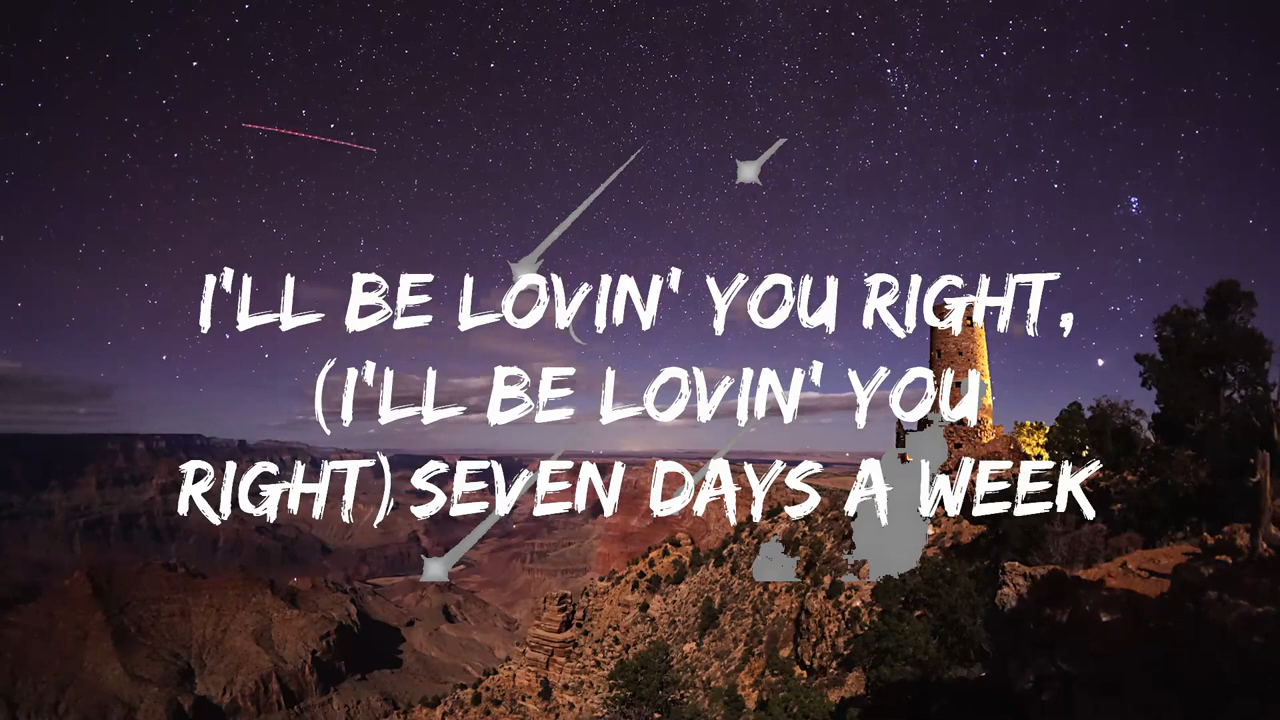 I'LL BE LOVIN' YOU RIGHT,
(I'LL BE LOVIN' YOU
RIGHT) SEVEN DAYS A WEEK